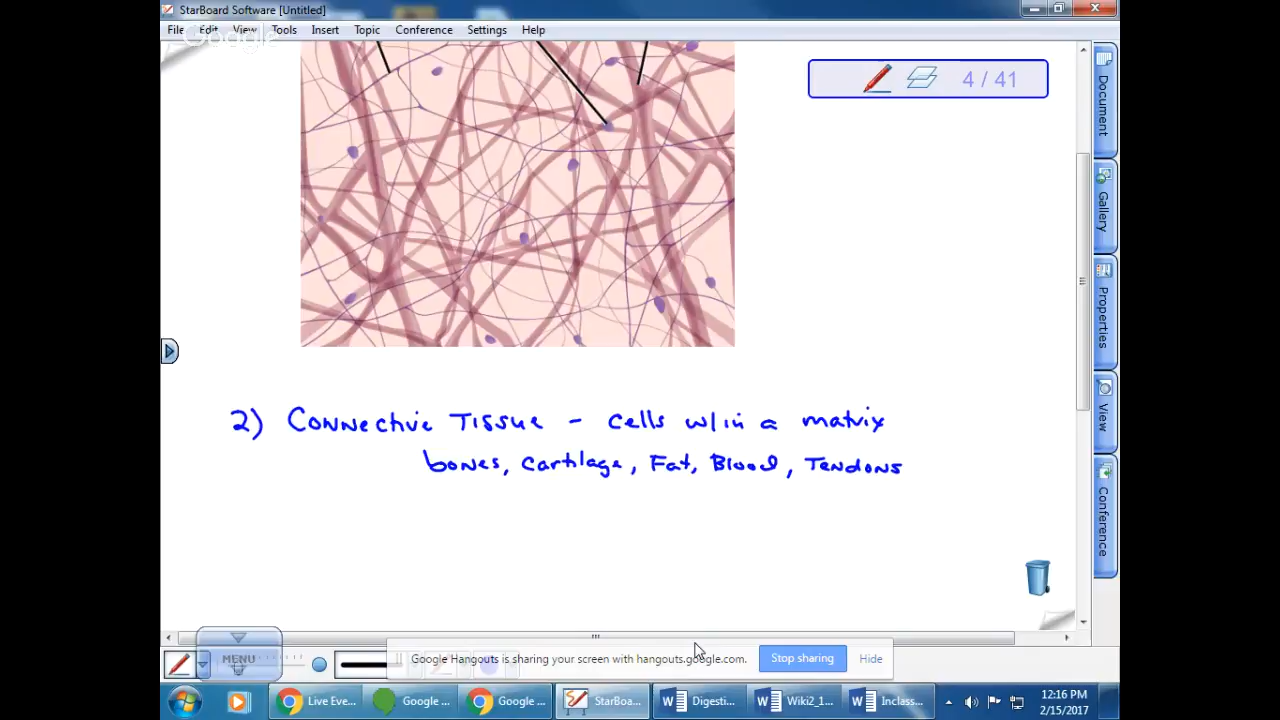 StarBoard Software [Untitled]
File Edit View Tools Insert Topic Conference Settings Help
Google
4 / 41
Document
Gallery
Properties
View
Conference
2) Connective Tissue - cells w/in a matrix
bones, cartilage, Fat, Blood, Tendons
MENU
Google Hangouts is sharing your screen with hangouts.google.com. Stop sharing Hide
Live Eve... Google ... Google ... StarBoa... Digesti... Wiki2_1... Inclass...
12:16 PM
2/15/2017